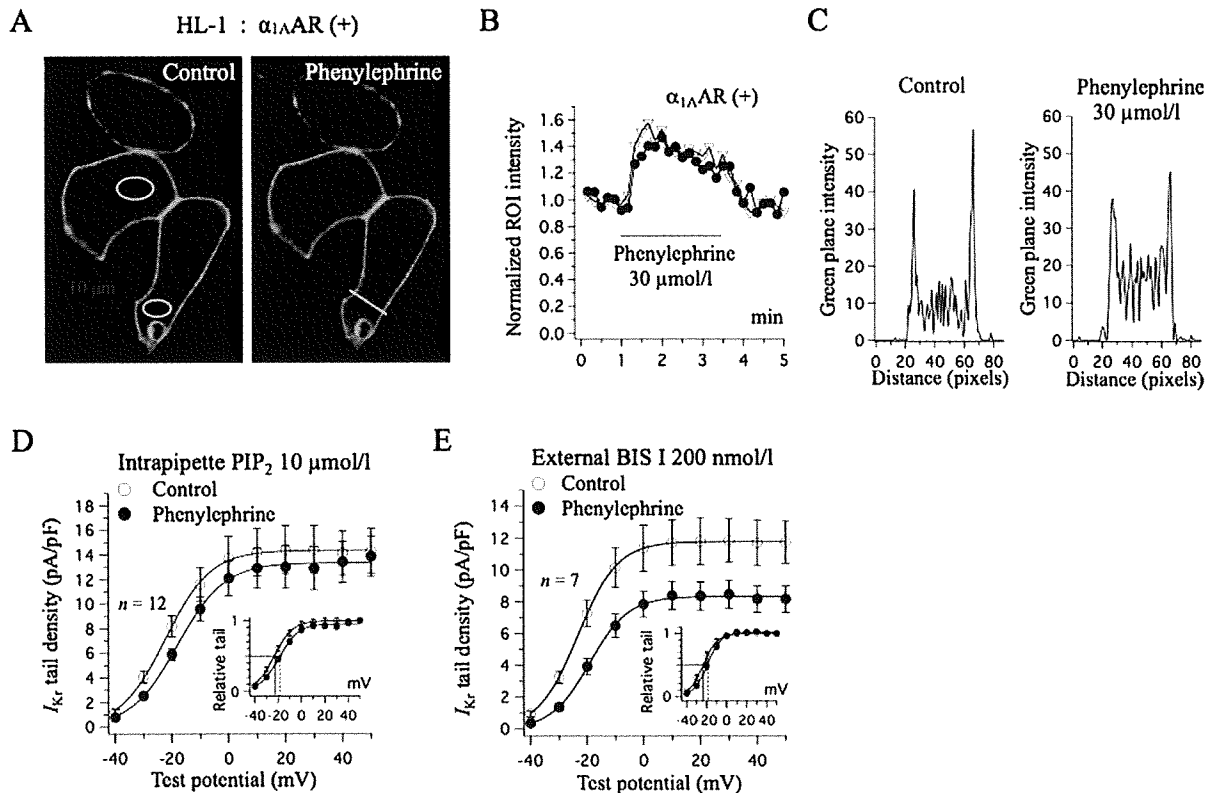 A
HL-1 : α1AAR (+)
Control
Phenylephrine
10 µm
B
α1AAR (+)
Normalized ROI intensity
1.6
1.4
1.2
1.0
0.8
0.6
0.4
0.2
0.0
Phenylephrine
30 µmol/l
min
0 1 2 3 4 5
C
Control
Green plane intensity
60
50
40
30
20
10
0
0 20 40 60 80
Distance (pixels)
Phenylephrine
30 µmol/l
Green plane intensity
60
50
40
30
20
10
0
0 20 40 60 80
Distance (pixels)
D
Intrapipette PIP2 10 µmol/l
Control
Phenylephrine
IKr tail density (pA/pF)
18
16
14
12
10
8
6
4
2
0
n = 12
Relative tail
1
0
mV
-40 -20 0 20 40
-40 -20 0 20 40
Test potential (mV)
E
External BIS I 200 nmol/l
Control
Phenylephrine
IKr tail density (pA/pF)
14
12
10
8
6
4
2
0
n = 7
Relative tail
1
0
mV
-40 -20 0 20 40
-40 -20 0 20 40
Test potential (mV)